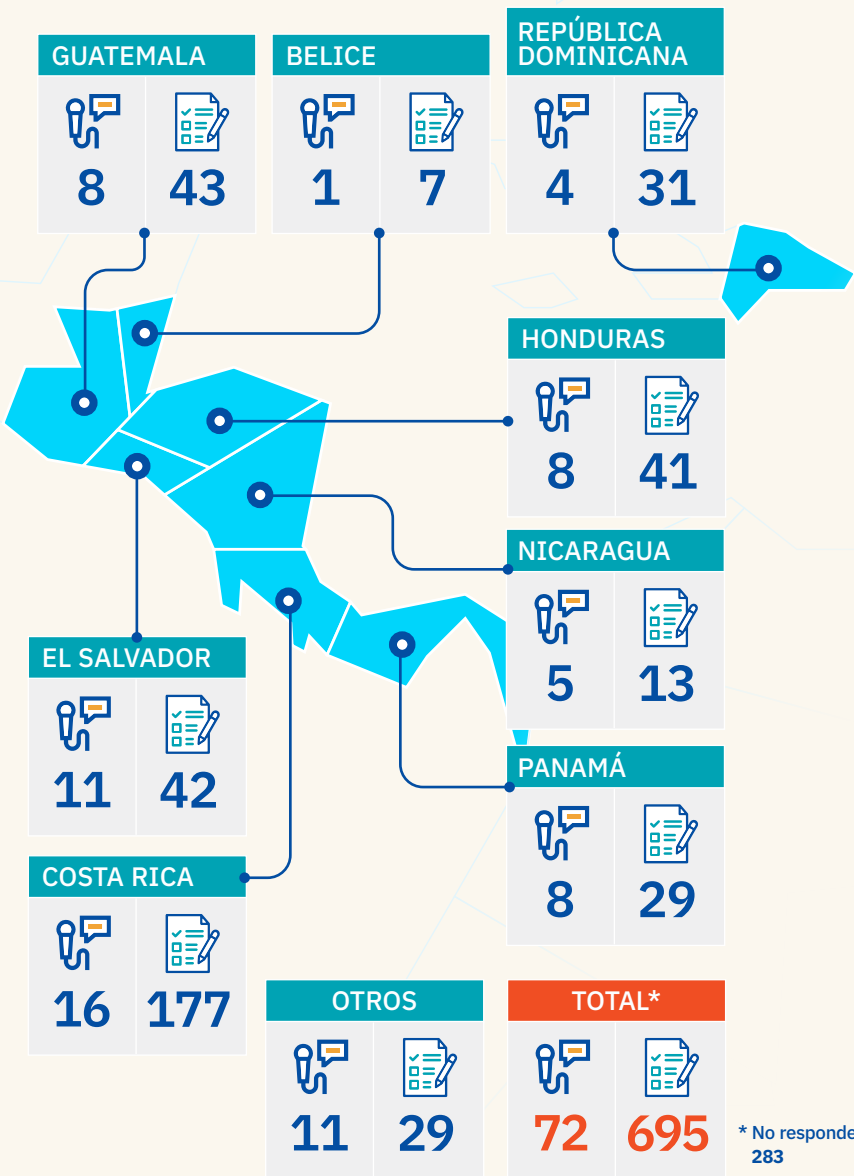 GUATEMALA
8 43
BELICE
1 7
REPÚBLICA
DOMINICANA
4 31
HONDURAS
8 41
NICARAGUA
5 13
EL SALVADOR
11 42
PANAMÁ
8 29
COSTA RICA
16 177
OTROS
11 29
TOTAL*
72 695
* No responde
283